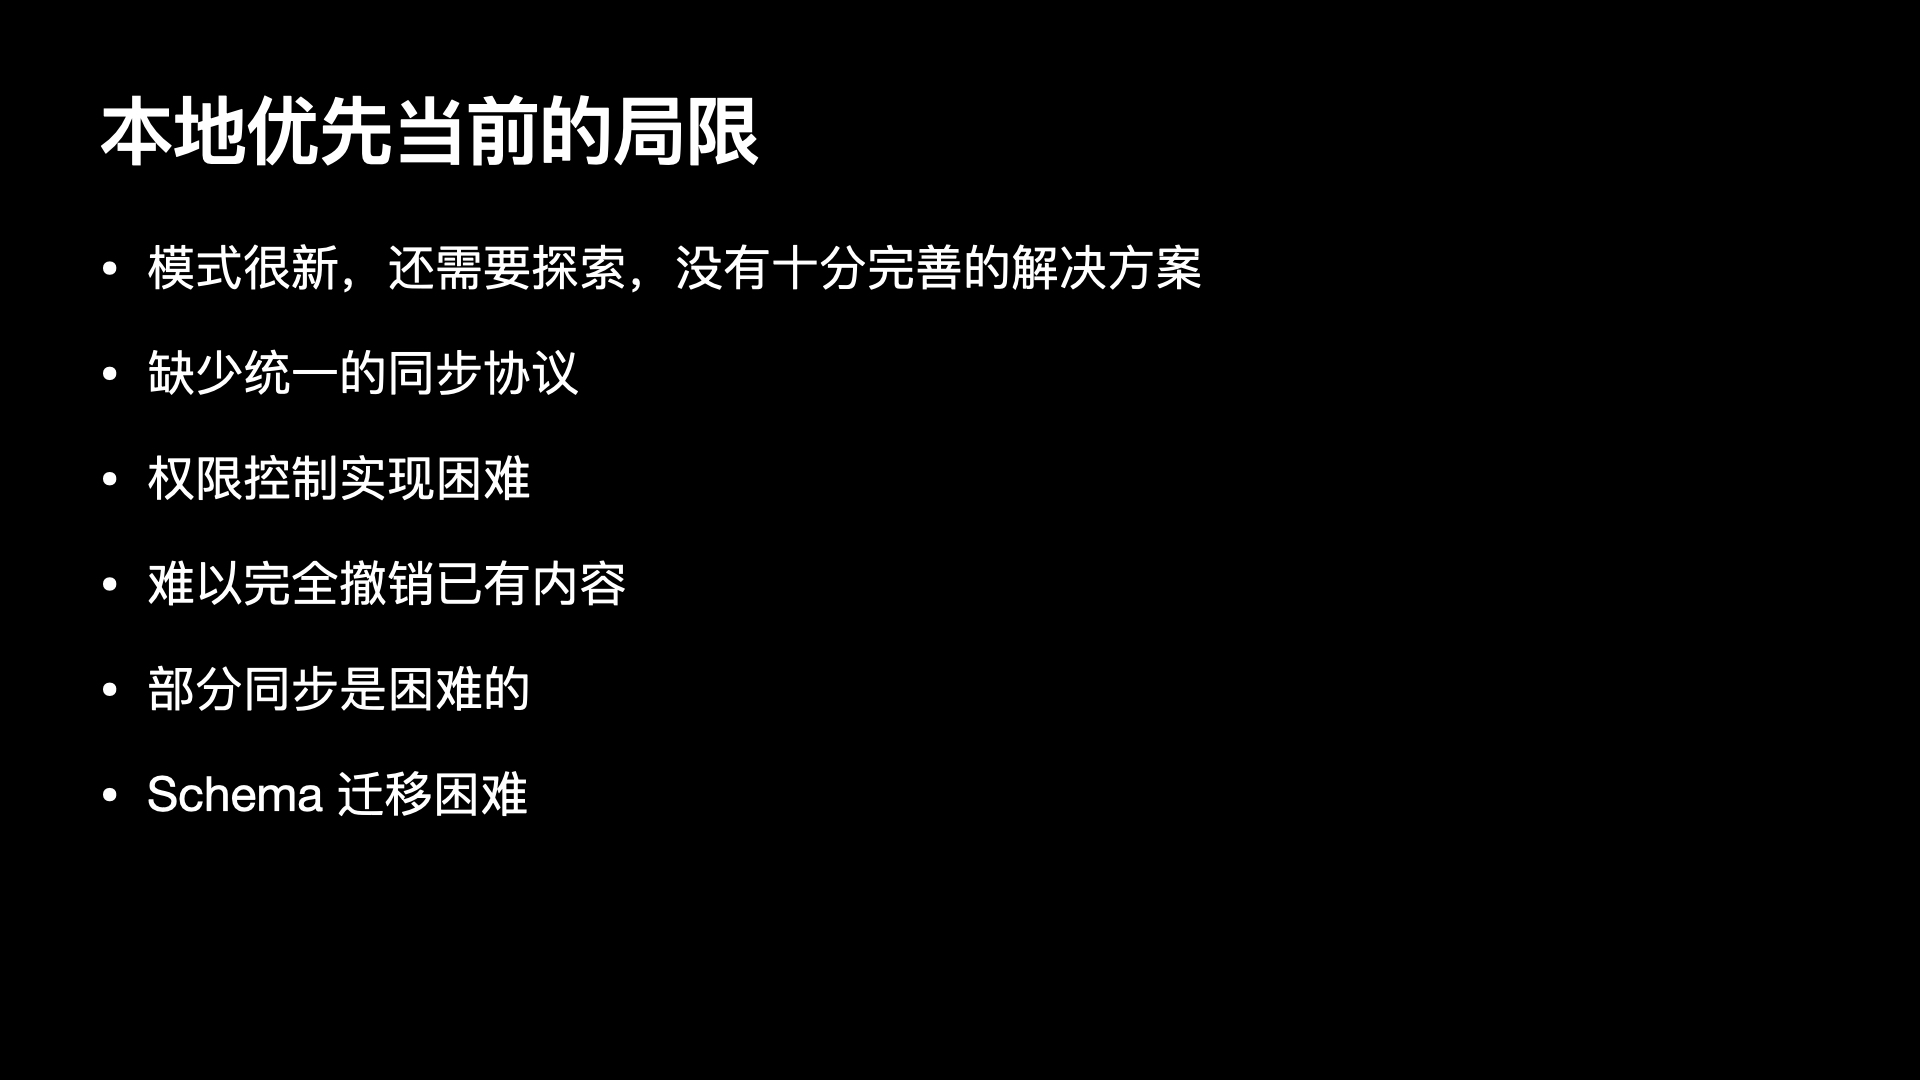 本地优先当前的局限
• 模式很新，还需要探索，没有十分完善的解决方案
• 缺少统一的同步协议
• 权限控制实现困难
• 难以完全撤销已有内容
• 部分同步是困难的
• Schema 迁移困难